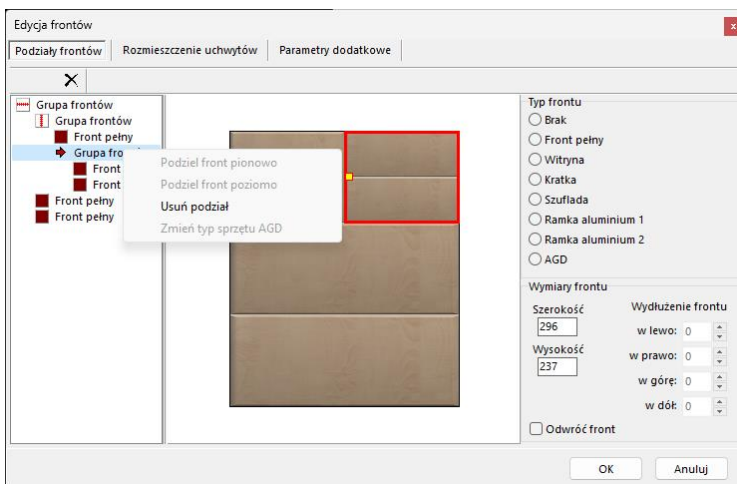 Edycja frontów
x
Podziały frontów
Rozmieszczenie uchwytów
Parametry dodatkowe
Grupa frontów
Grupa frontów
Front pełny
Grupa fro
Front
Front
Front pełny
Front pełny
Podziel front pionowo
Podziel front poziomo
Usuń podział
Zmień typ sprzętu AGD
Typ frontu
Brak
Front pełny
Witryna
Kratka
Szuflada
Ramka aluminium 1
Ramka aluminium 2
AGD
Wymiary frontu
Szerokość
296
Wysokość
237
Wydłużenie frontu
w lewo: 0
w prawo: 0
w górę: 0
w dół: 0
Odwróć front
OK
Anuluj